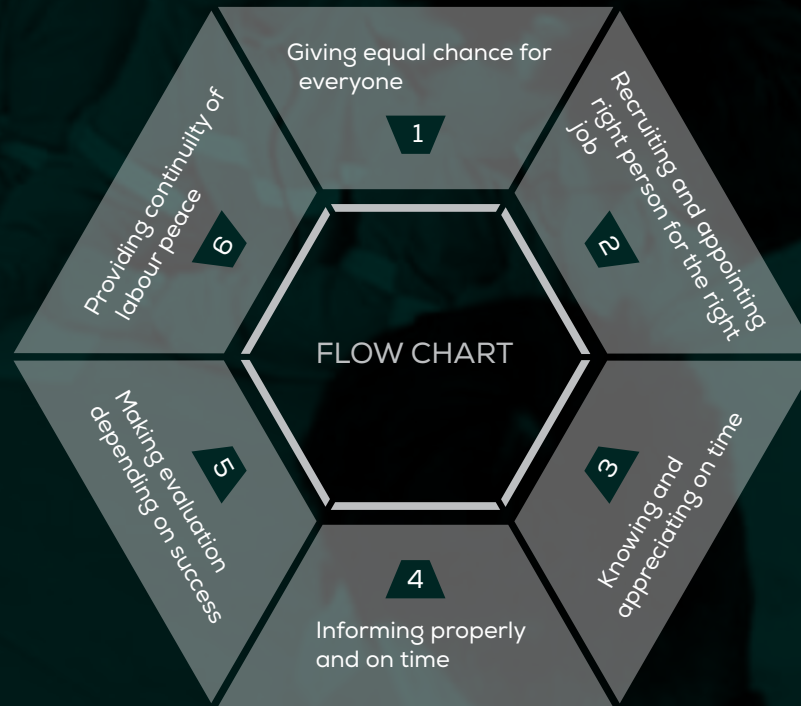 Giving equal chance for
everyone
1
Recruiting and appointing
right person for the right
job
2
3
Knowing and
appreciating on time
4
Informing properly
and on time
5
Making evaluation
depending on success
6
Providing continuility of
labour peace
FLOW CHART